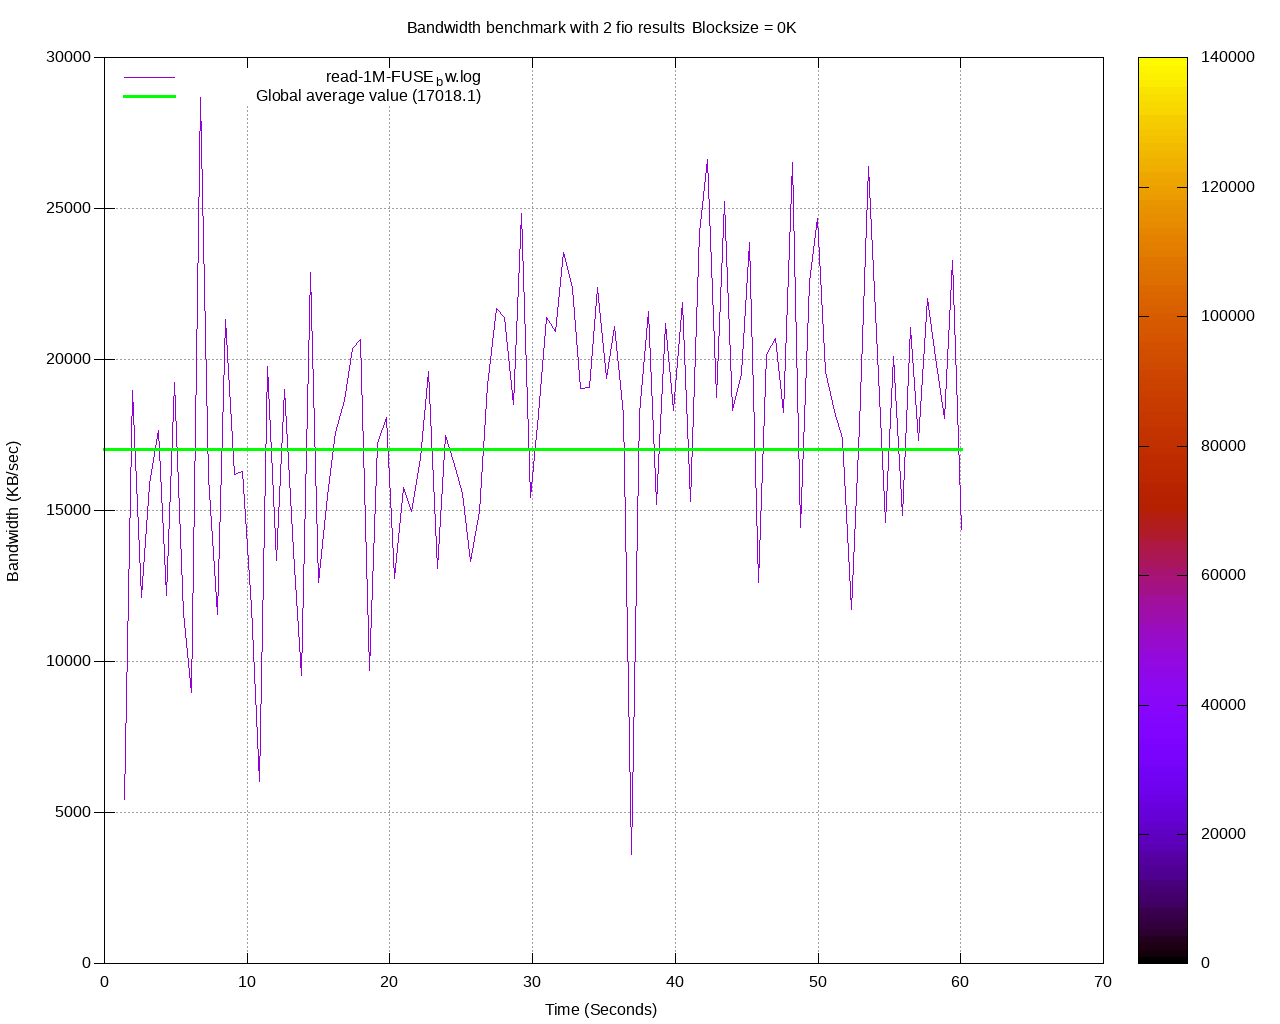 Bandwidth benchmark with 2 fio results Blocksize = 0K
read-1M-FUSE_bw.log
Global average value (17018.1)
30000
25000
20000
15000
10000
5000
0
Bandwidth (KB/sec)
0 10 20 30 40 50 60 70
Time (Seconds)
140000
120000
100000
80000
60000
40000
20000
0